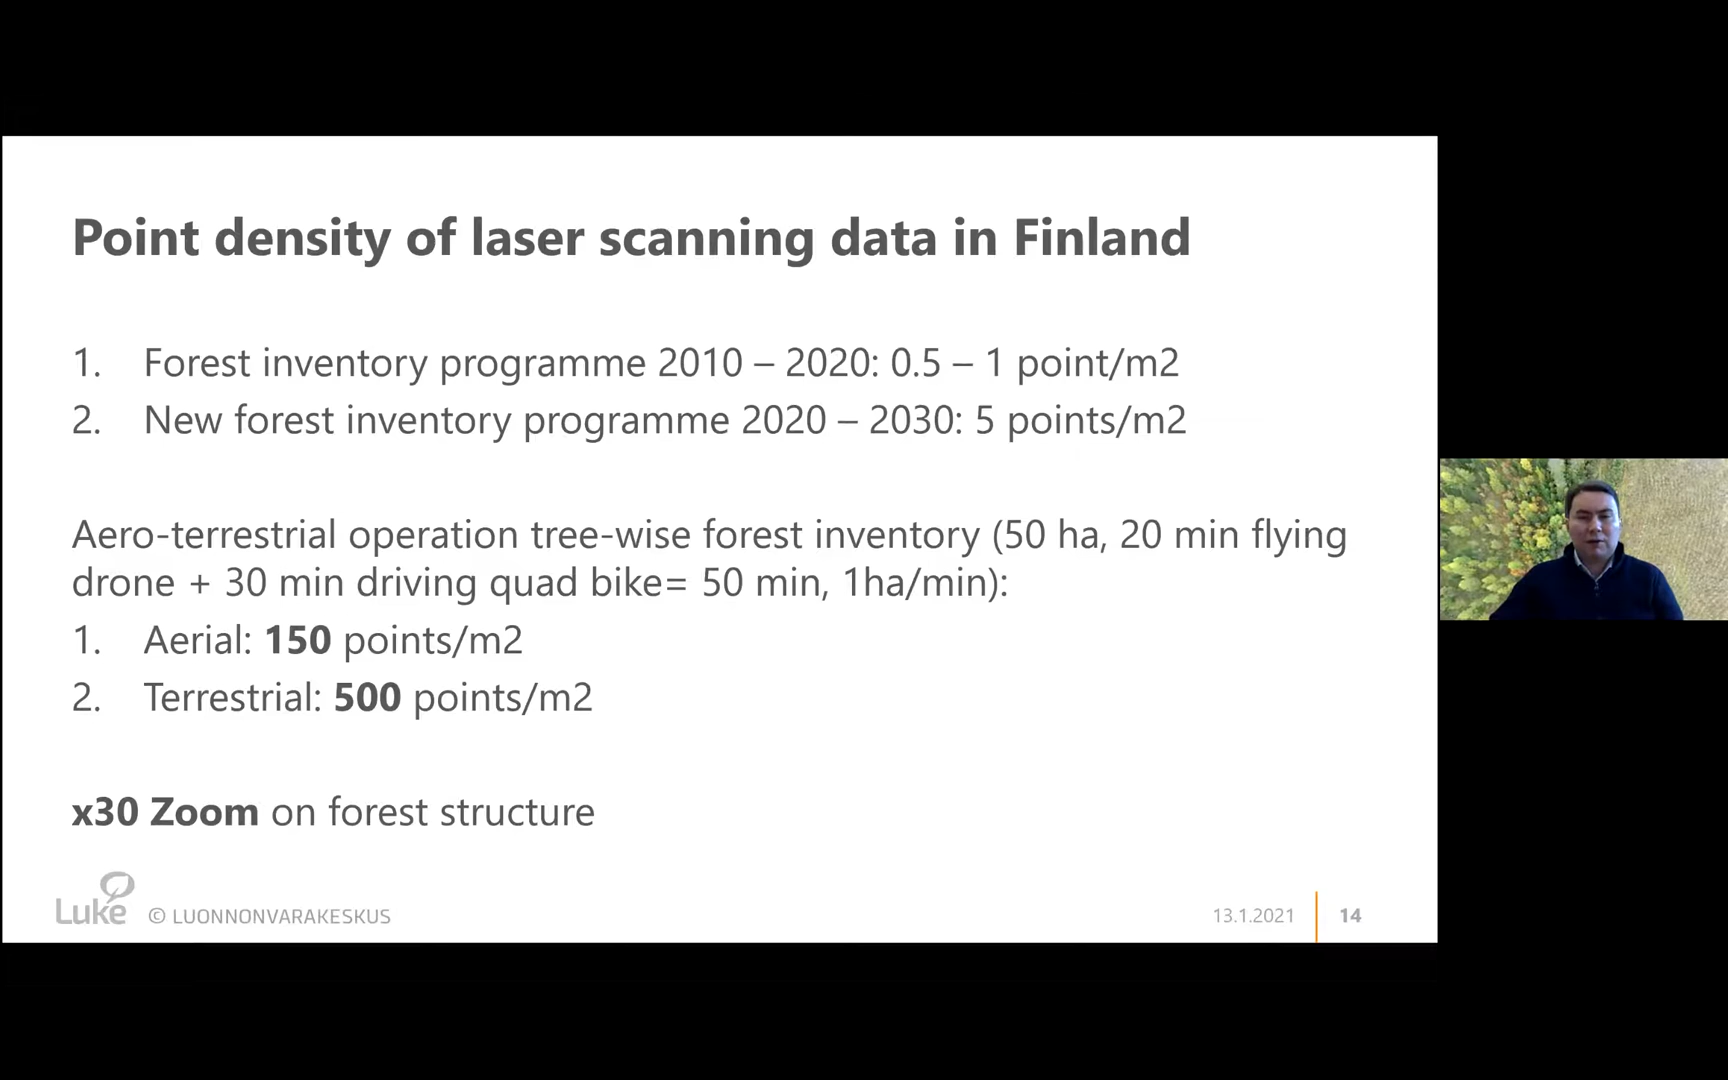 Point density of laser scanning data in Finland
1. Forest inventory programme 2010 – 2020: 0.5 – 1 point/m2
2. New forest inventory programme 2020 – 2030: 5 points/m2
Aero-terrestrial operation tree-wise forest inventory (50 ha, 20 min flying
drone + 30 min driving quad bike= 50 min, 1ha/min):
1. Aerial: 150 points/m2
2. Terrestrial: 500 points/m2
x30 Zoom on forest structure
Luke © LUONNONVARAKESKUS 13.1.2021 14